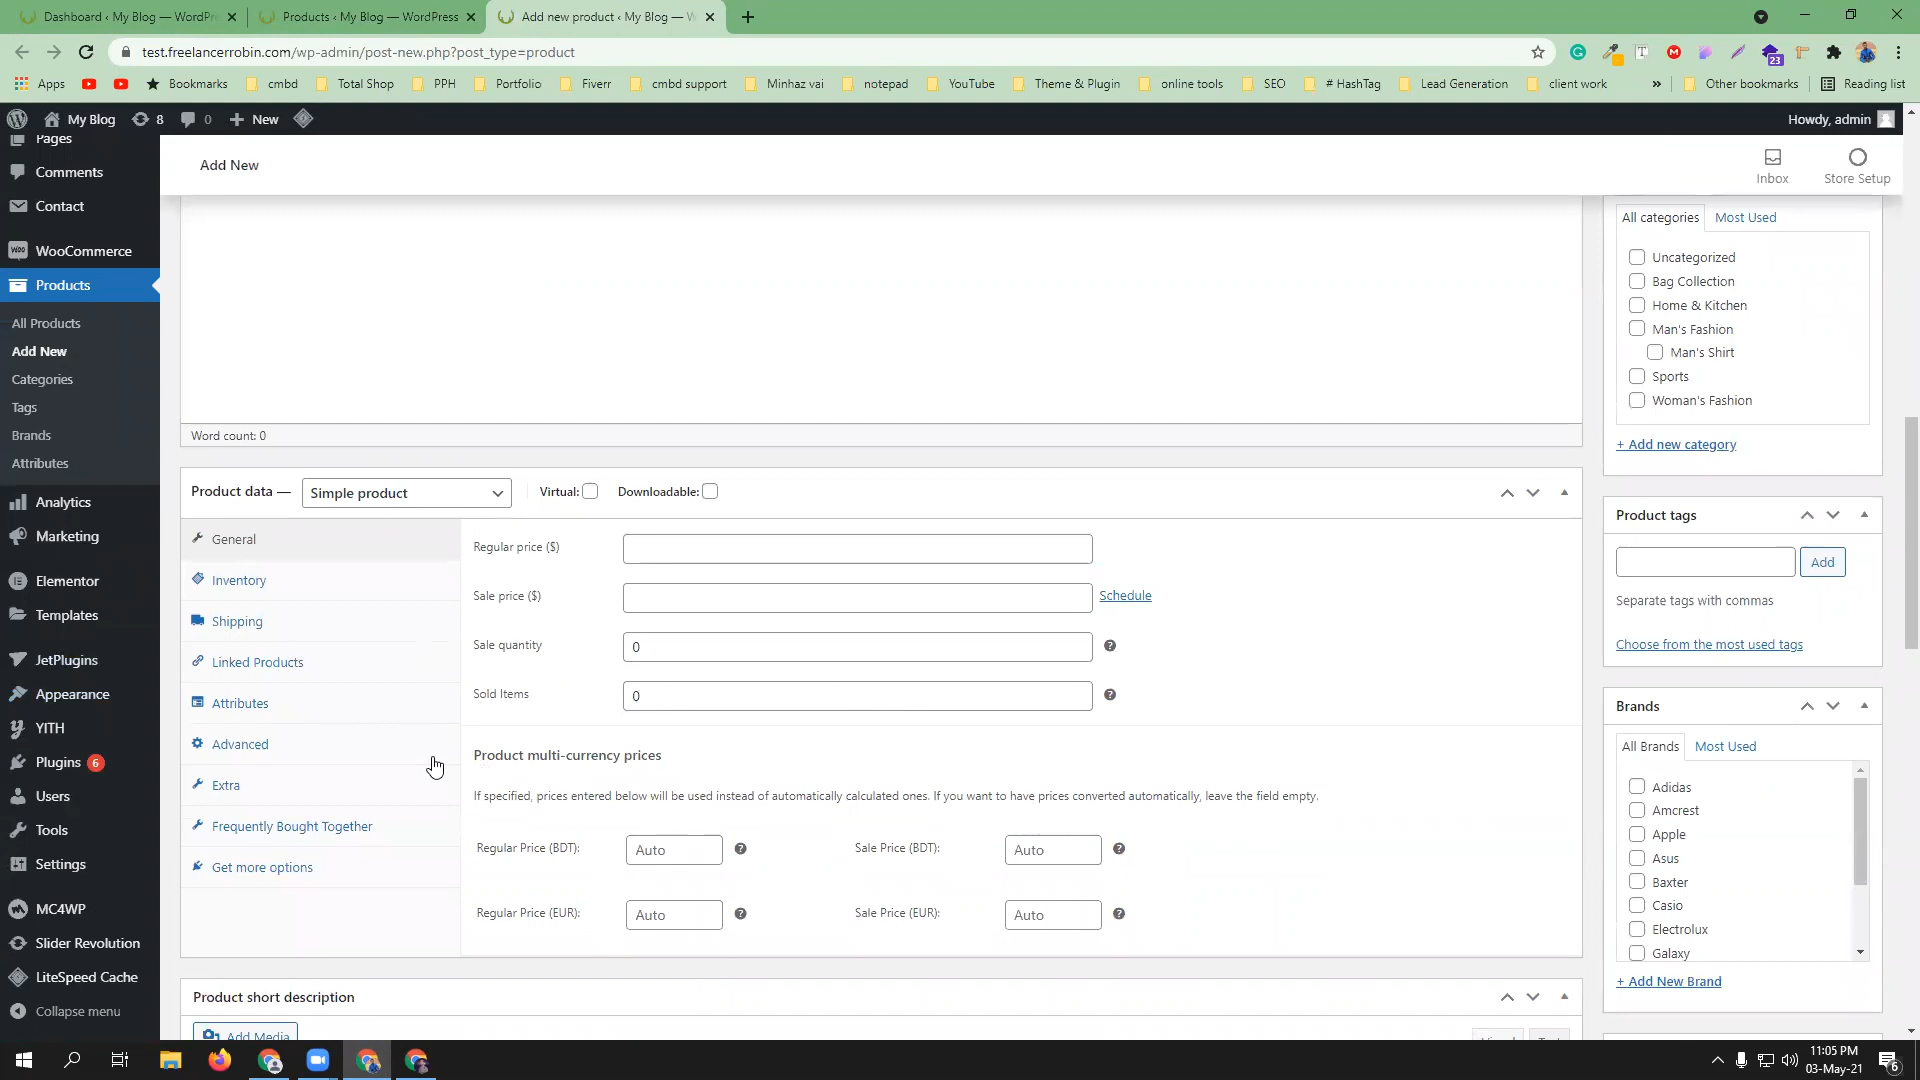 Dashboard ‹ My Blog — WordPr
Products ‹ My Blog — WordPress
Add new product ‹ My Blog — W
test.freelancerrobin.com/wp-admin/post-new.php?post_type=product
23
Apps
Bookmarks
cmbd
Total Shop
PPH
Portfolio
Fiverr
cmbd support
Minhaz vai
notepad
YouTube
Theme & Plugin
online tools
SEO
# HashTag
Lead Generation
client work
»
Other bookmarks
Reading list
My Blog
8
0
New
Howdy, admin
Pages
Comments
Contact
WooCommerce
Products
All Products
Add New
Categories
Tags
Brands
Attributes
Analytics
Marketing
Elementor
Templates
JetPlugins
Appearance
YITH
Plugins 6
Users
Tools
Settings
MC4WP
Slider Revolution
LiteSpeed Cache
Collapse menu
Add New
Inbox
Store Setup
Word count: 0
Product data —
Simple product
Virtual:
Downloadable:
General
Inventory
Shipping
Linked Products
Attributes
Advanced
Extra
Frequently Bought Together
Get more options
Regular price ($)
Sale price ($)
Schedule
Sale quantity
0
Sold Items
0
Product multi-currency prices
If specified, prices entered below will be used instead of automatically calculated ones. If you want to have prices converted automatically, leave the field empty.
Regular Price (BDT):
Auto
Sale Price (BDT):
Auto
Regular Price (EUR):
Auto
Sale Price (EUR):
Auto
Product short description
Add Media
All categories
Most Used
Uncategorized
Bag Collection
Home & Kitchen
Man's Fashion
Man's Shirt
Sports
Woman's Fashion
+ Add new category
Product tags
Add
Separate tags with commas
Choose from the most used tags
Brands
All Brands
Most Used
Adidas
Amcrest
Apple
Asus
Baxter
Casio
Electrolux
Galaxy
+ Add New Brand
11:05 PM
03-May-21
6